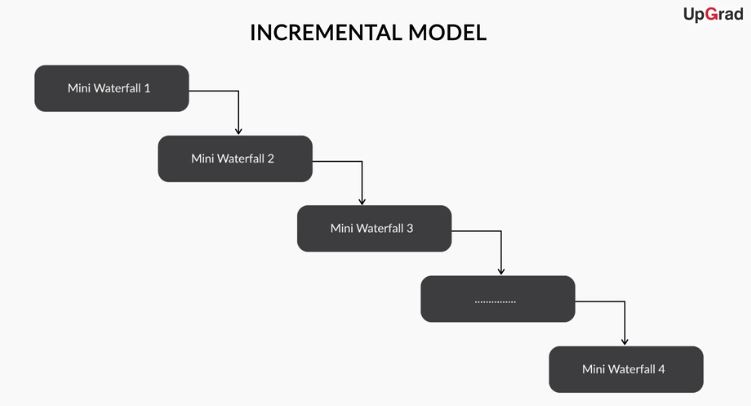 UpGrad
INCREMENTAL MODEL
Mini Waterfall 1
Mini Waterfall 2
Mini Waterfall 3
...............
Mini Waterfall 4